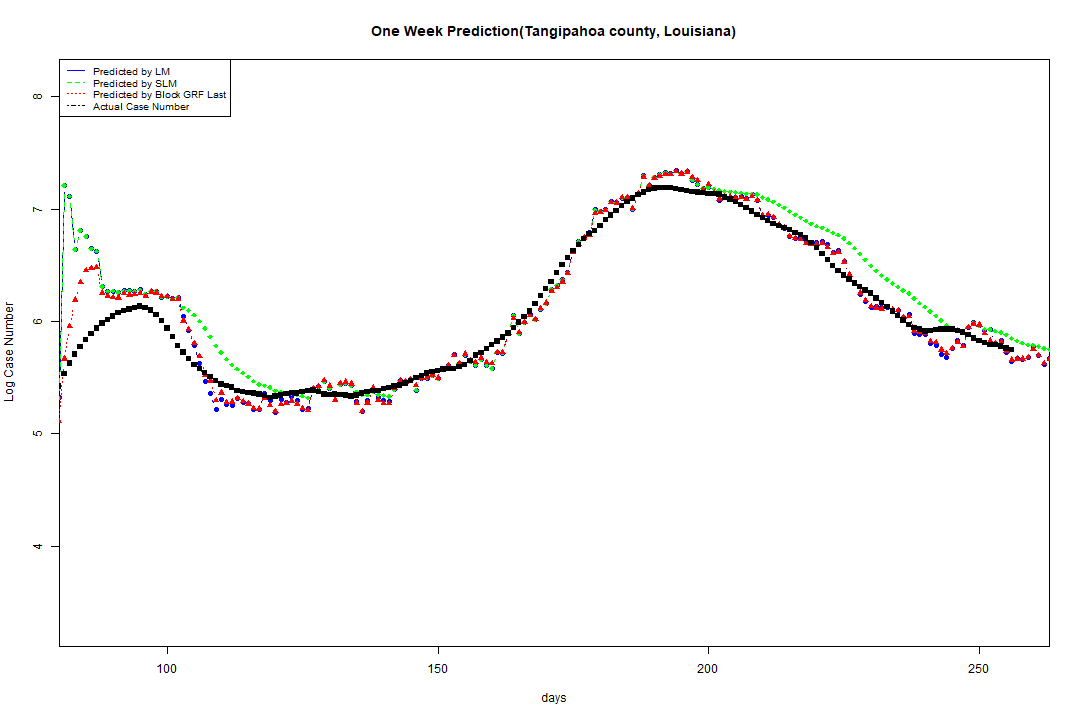 One Week Prediction(Tangipahoa county, Louisiana)
Predicted by LM
Predicted by SLM
Predicted by Block GRF Last
Actual Case Number
8
7
6
5
4
Log Case Number
100
150
200
250
days